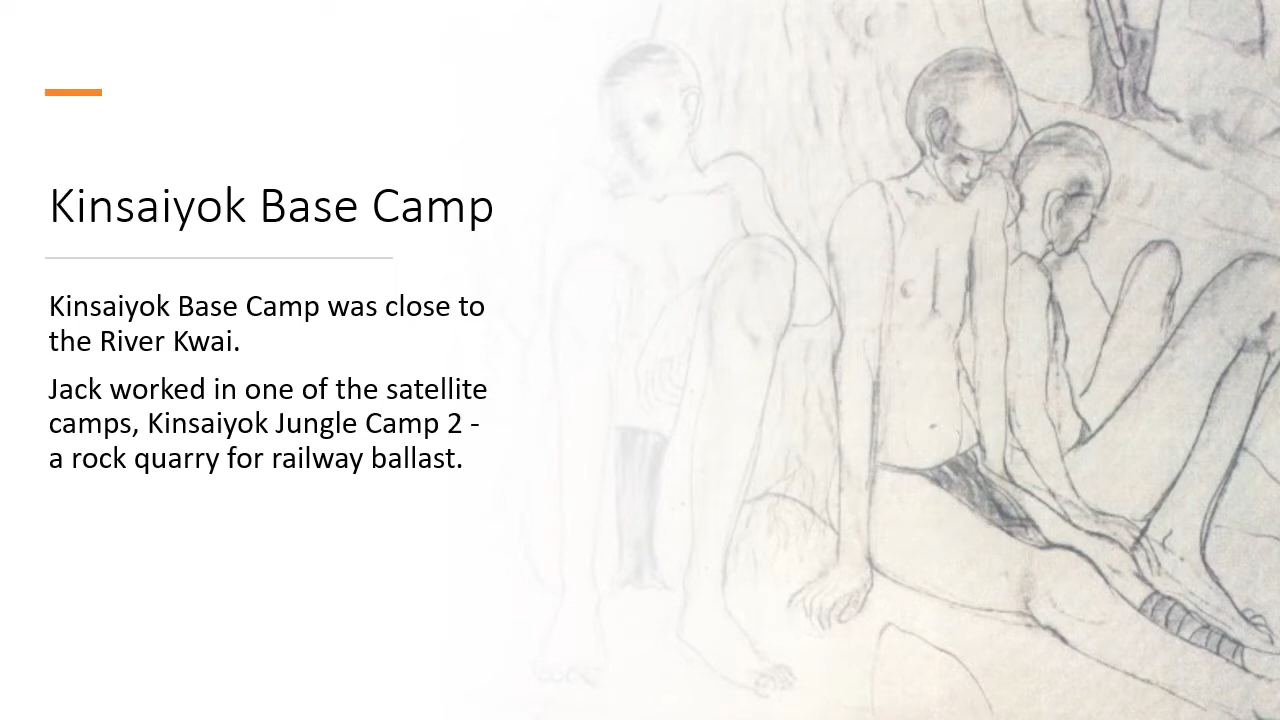 Kinsaiyok Base Camp
Kinsaiyok Base Camp was close to
the River Kwai.
Jack worked in one of the satellite
camps, Kinsaiyok Jungle Camp 2 -
a rock quarry for railway ballast.